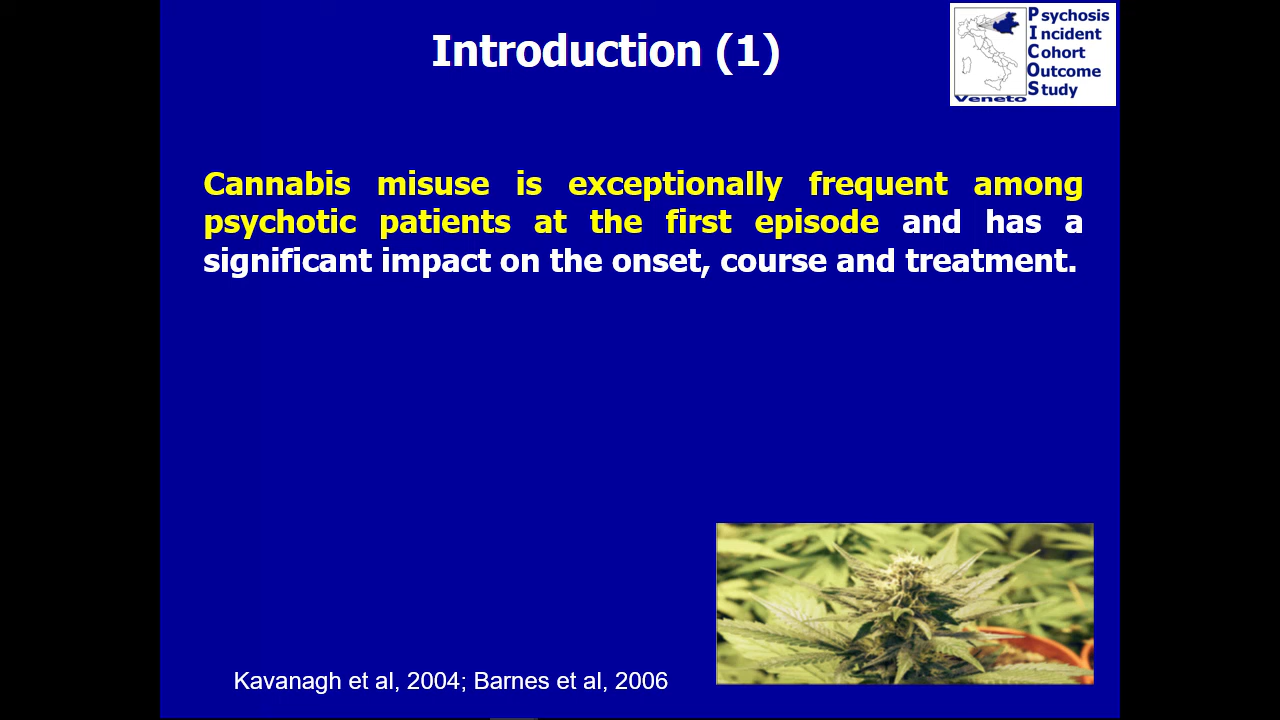 Introduction (1)
Psychosis
Incident
Cohort
Outcome
Study
Veneto
Cannabis misuse is exceptionally frequent among
psychotic patients at the first episode and has a
significant impact on the onset, course and treatment.
Kavanagh et al, 2004; Barnes et al, 2006